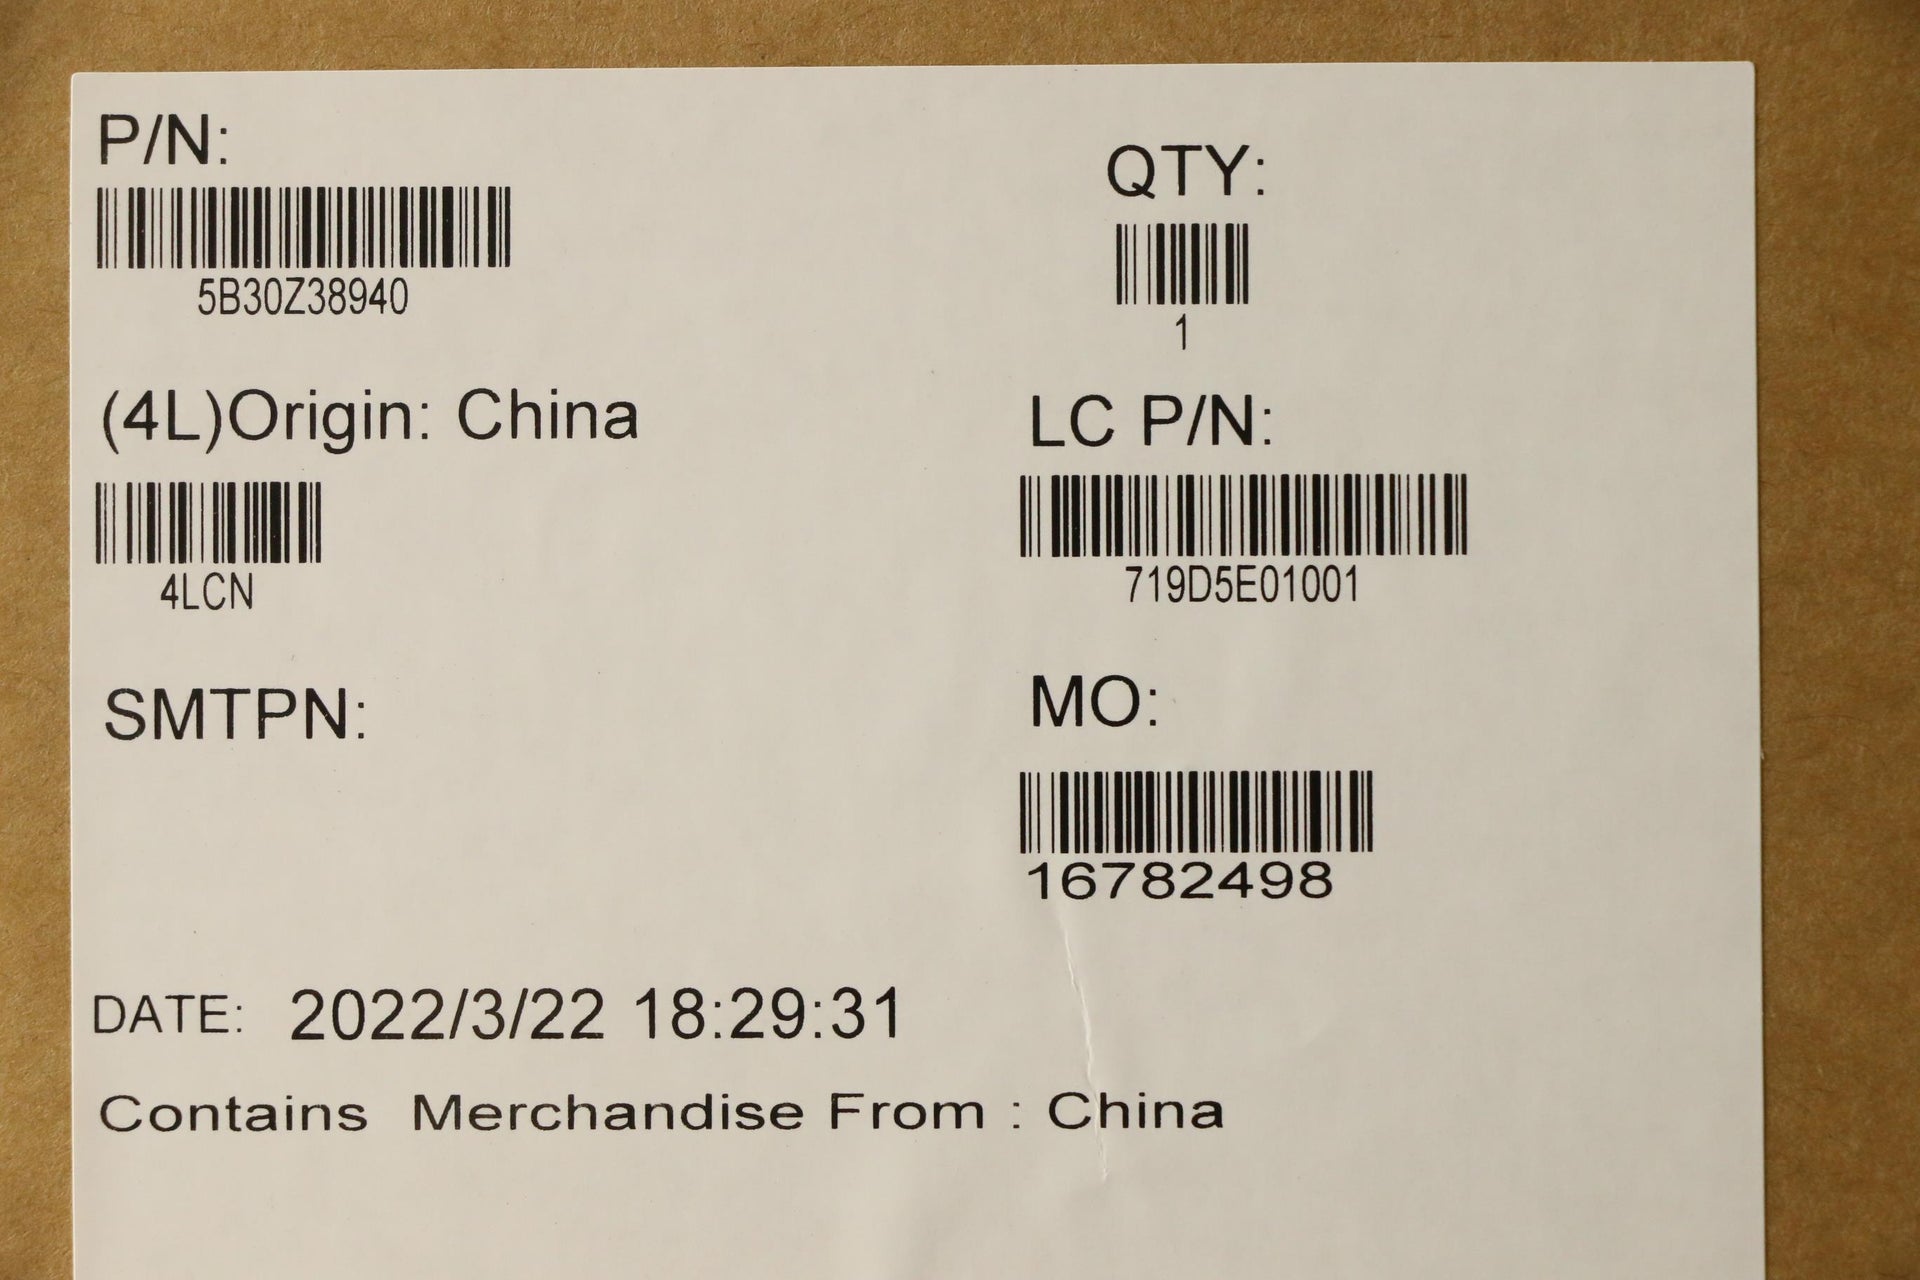 P/N:
5B30Z38940
QTY:
1
(4L)Origin: China
4LCN
LC P/N:
719D5E01001
SMTPN:
MO:
16782498
DATE: 2022/3/22 18:29:31
Contains Merchandise From : China